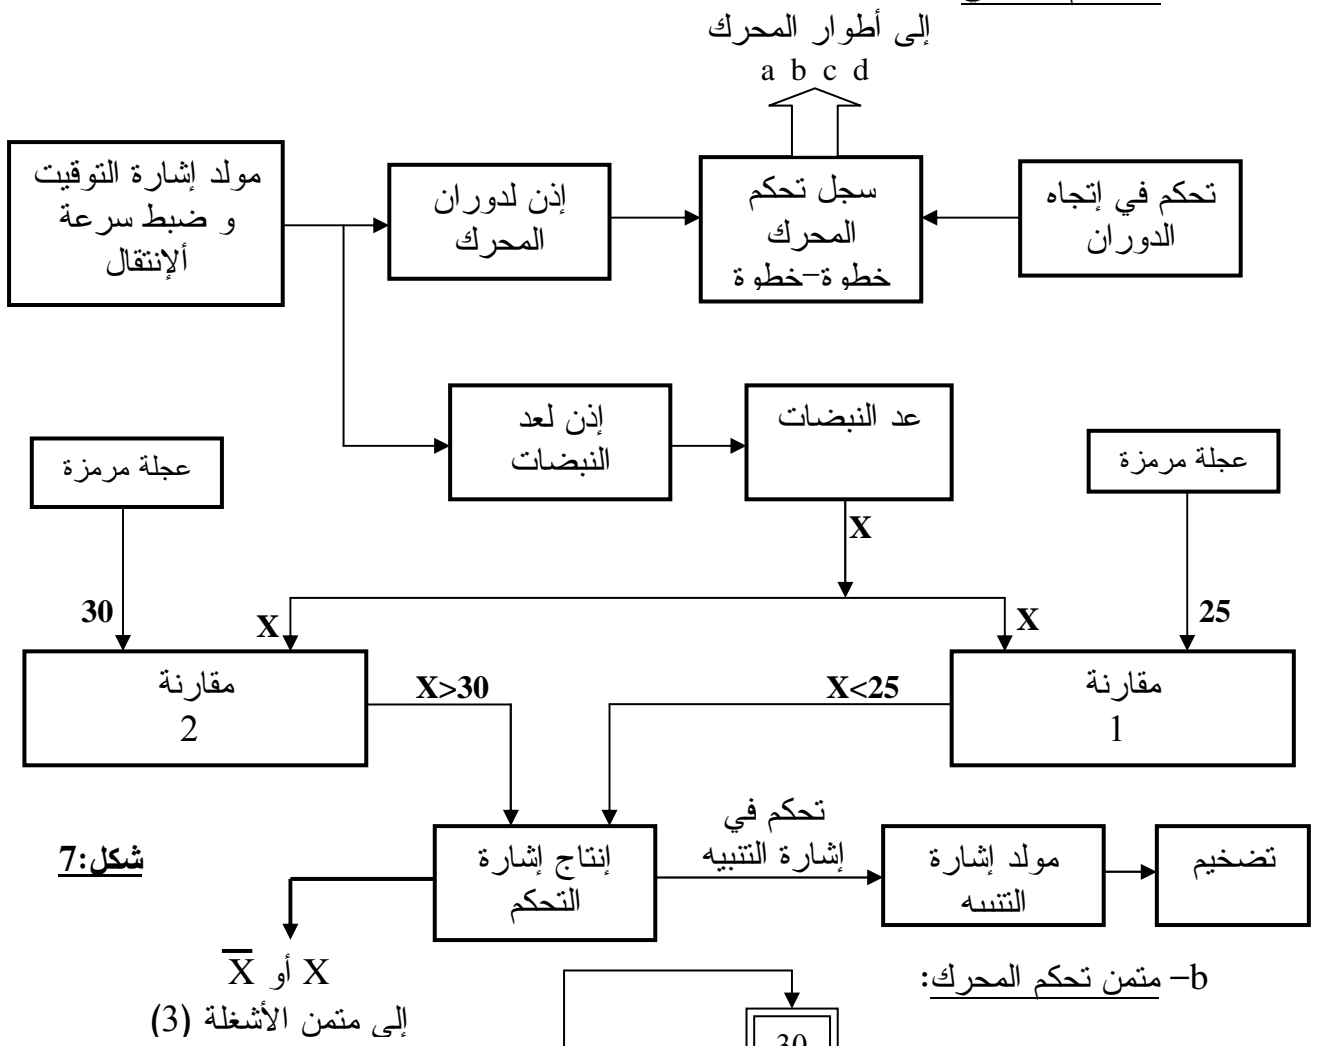 إلى أطوار المحرك
a b c d
مولد إشارة التوقيت
و ضبط سرعة
ألإنتقال
إذن لدوران
المحرك
سجل تحكم
المحرك
خطوة-خطوة
تحكم في إتجاه
الدوران
إذن لعد
النبضات
عد النبضات
عجلة مرمزة
عجلة مرمزة
X
30
X
X
25
مقارنة
2
X>30
X<25
مقارنة
1
شكل:7
إنتاج إشارة
التحكم
تحكم في
إشارة التنبيه
مولد إشارة
التنبيه
تضخيم
X أو X̅
إلى متمن الأشغلة (3)
b- متمن تحكم المحرك:
30